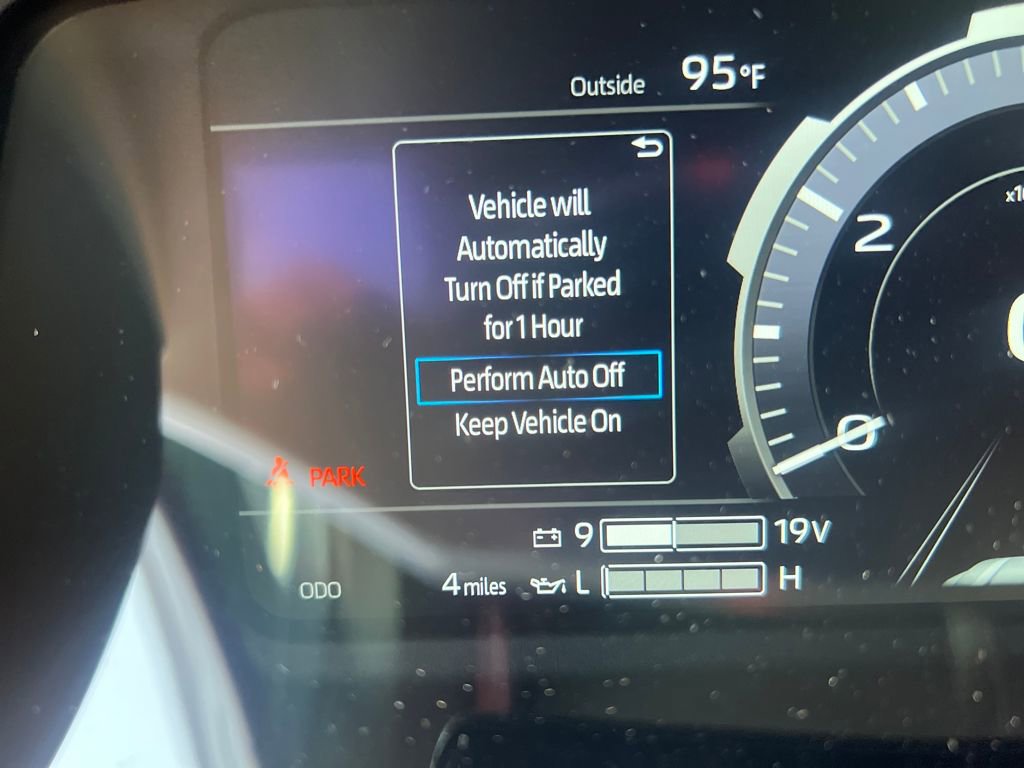 Outside 95°F
Vehicle will
Automatically
Turn Off if Parked
for 1 Hour
Perform Auto Off
Keep Vehicle On
2
0
PARK
9 19V
ODO 4 miles L H